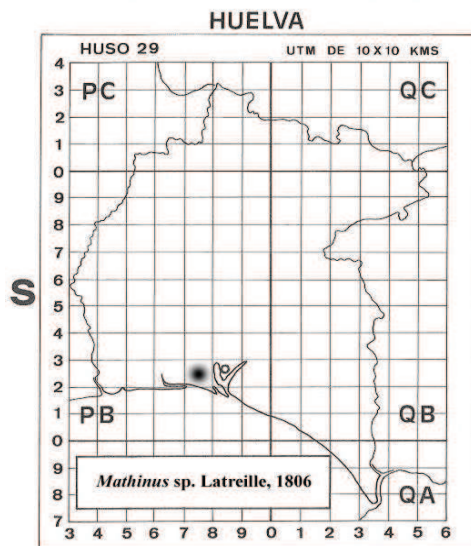 HUELVA
HUSO 29 UTM DE 10 X 10 KMS
4
3 PC QC
2
1
0
9
8
7
6
S
5
4
3
2
1 PB QB
0
9 Mathinus sp. Latreille, 1806
8 QA
7
3 4 5 6 7 8 9 0 1 2 3 4 5 6